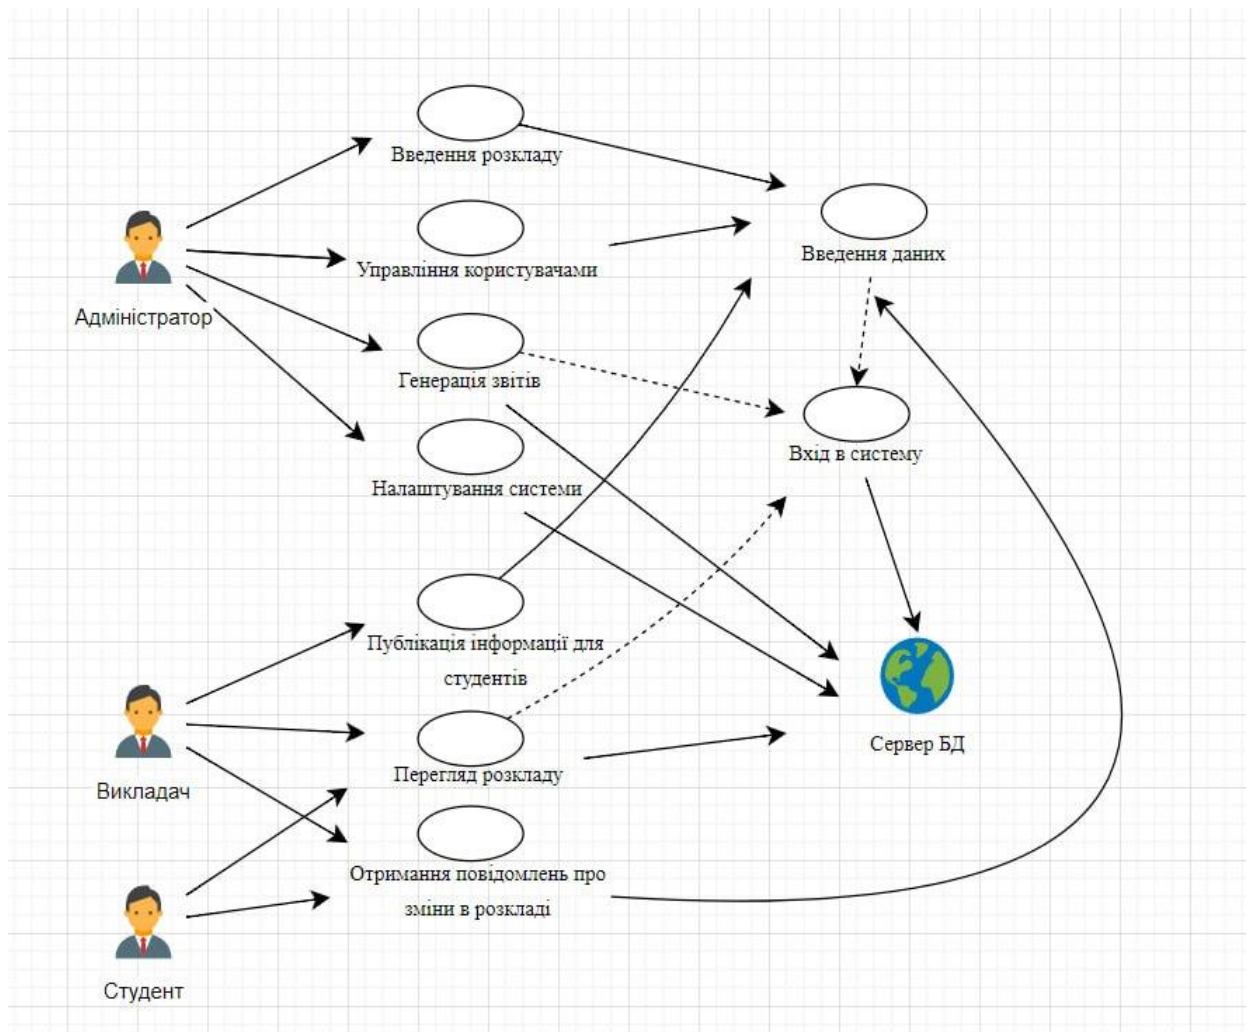 Введення розкладу
Управління користувачами
Генерація звітів
Налаштування системи
Публікація інформації для
студентів
Перегляд розкладу
Отримання повідомлень про
зміни в розкладі
Адміністратор
Викладач
Студент
Введення даних
Вхід в систему
Сервер БД